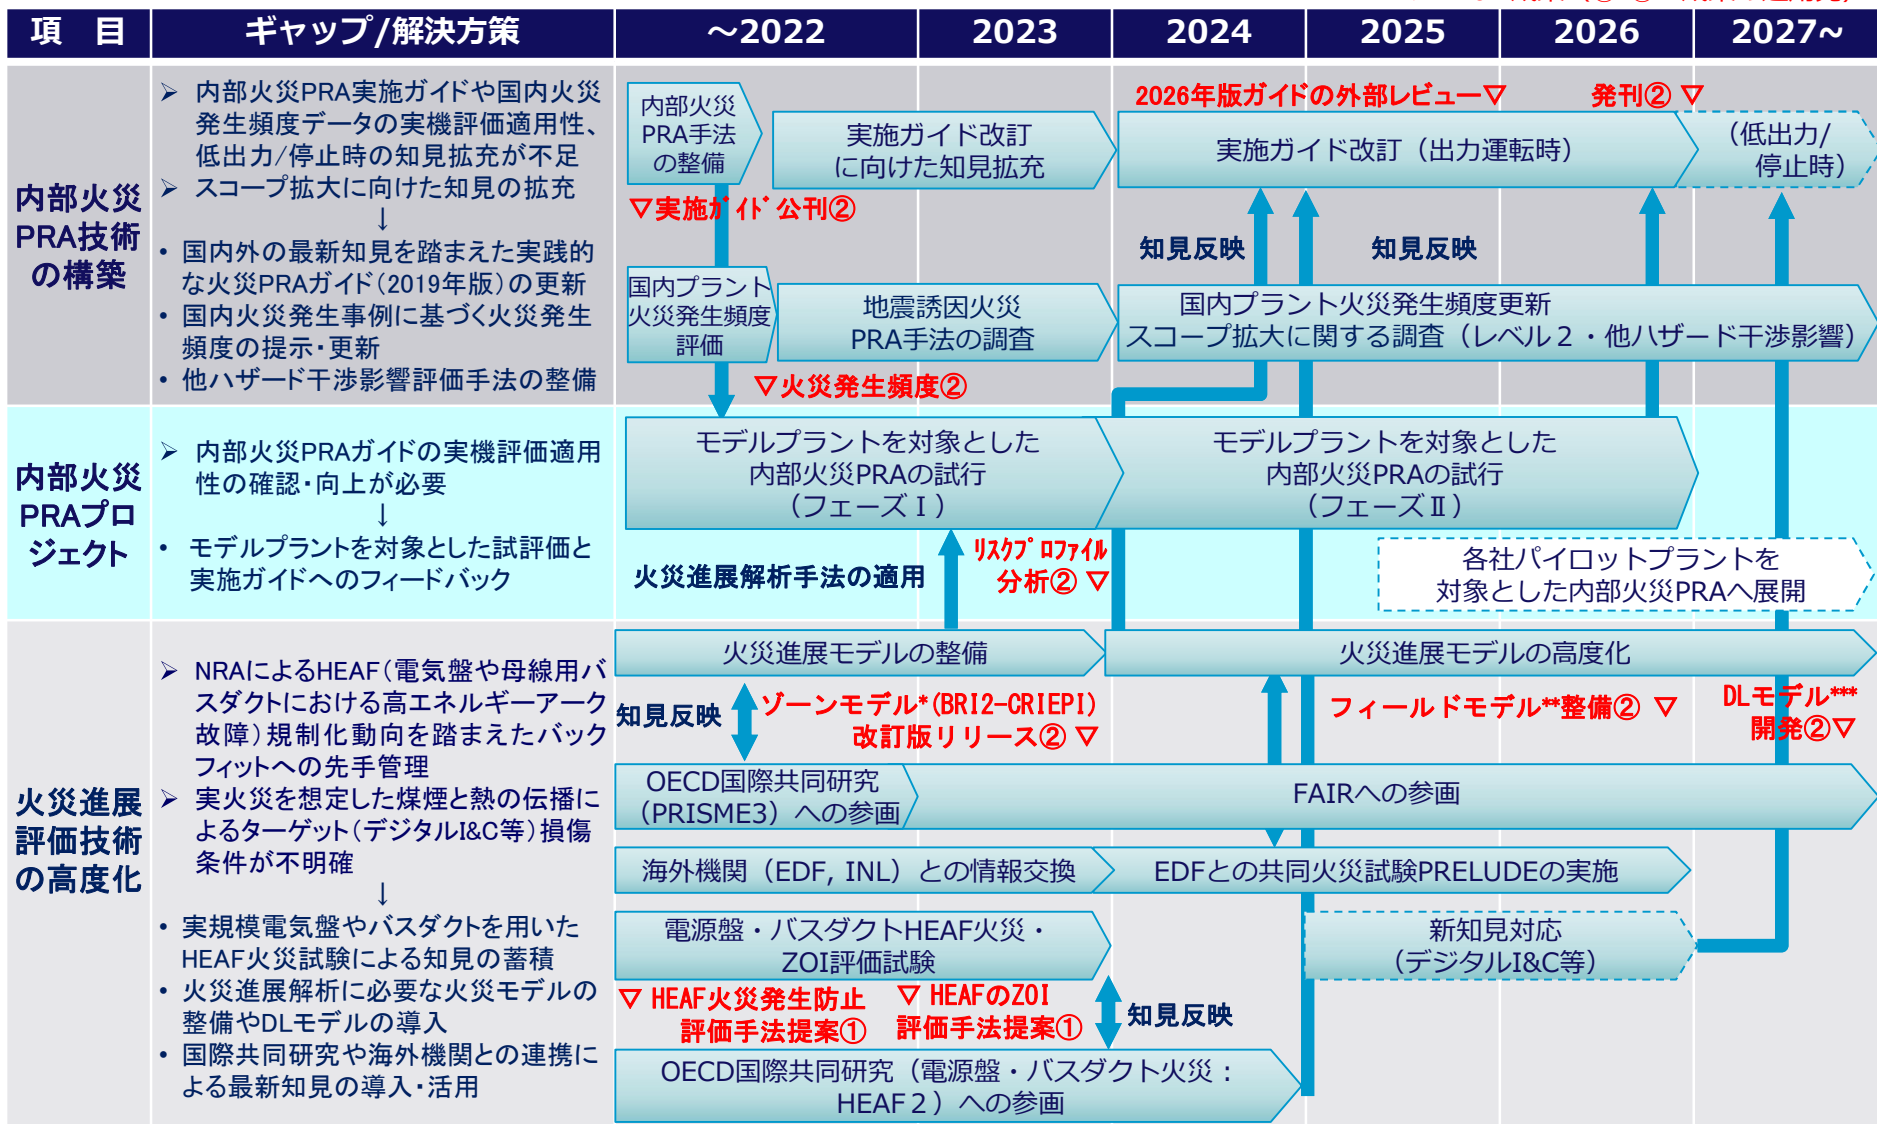 項　目
ギャップ/解決方策
～2022
2023
2024
2025
2026
2027~
内部火災
PRA技術
の構築
➢ 内部火災PRA実施ガイドや国内火災
発生頻度データの実機評価適用性、
低出力/停止時の知見拡充が不足
➢ スコープ拡大に向けた知見の拡充
↓
• 国内外の最新知見を踏まえた実践的
な火災PRAガイド（2019年版）の更新
• 国内火災発生事例に基づく火災発生
頻度の提示・更新
• 他ハザード干渉影響評価手法の整備
内部火災
PRA手法
の整備
実施ガイド改訂
に向けた知見拡充
2026年版ガイドの外部レビュー▽
発刊② ▽
実施ガイド改訂（出力運転時）
（低出力/
停止時）
▽実施ｶﾞｲﾄﾞ公刊②
知見反映
知見反映
国内プラント
火災発生頻度
評価
地震誘因火災
PRA手法の調査
国内プラント火災発生頻度更新
スコープ拡大に関する調査（レベル２・他ハザード干渉影響）
▽火災発生頻度②
内部火災
PRAプロ
ジェクト
➢ 内部火災PRAガイドの実機評価適用
性の確認・向上が必要
↓
• モデルプラントを対象とした試評価と
実施ガイドへのフィードバック
モデルプラントを対象とした
内部火災PRAの試行
（フェーズⅠ）
モデルプラントを対象とした
内部火災PRAの試行
（フェーズⅡ）
火災進展解析手法の適用
ﾘｽｸﾌﾟﾛﾌｧｲﾙ
分析② ▽
各社パイロットプラントを
対象とした内部火災PRAへ展開
火災進展
評価技術
の高度化
➢ NRAによるHEAF（電気盤や母線用バ
スダクトにおける高エネルギーアーク
故障）規制化動向を踏まえたバック
フィットへの先手管理
➢ 実火災を想定した煤煙と熱の伝播に
よるターゲット（デジタルI&C等）損傷
条件が不明確
↓
• 実規模電気盤やバスダクトを用いた
HEAF火災試験による知見の蓄積
• 火災進展解析に必要な火災モデルの
整備やDLモデルの導入
• 国際共同研究や海外機関との連携に
よる最新知見の導入・活用
火災進展モデルの整備
火災進展モデルの高度化
知見反映
ゾーンモデル*(BRI2-CRIEPI)
改訂版リリース② ▽
フィールドモデル**整備② ▽
DLモデル***
開発②▽
OECD国際共同研究
（PRISME3）への参画
FAIRへの参画
海外機関（EDF, INL）との情報交換
EDFとの共同火災試験PRELUDEの実施
電源盤・バスダクトHEAF火災・
ZOI評価試験
新知見対応
（デジタルI&C等）
▽ HEAF火災発生防止
評価手法提案①
▽ HEAFのZOI
評価手法提案①
知見反映
OECD国際共同研究（電源盤・バスダクト火災：
HEAF２）への参画